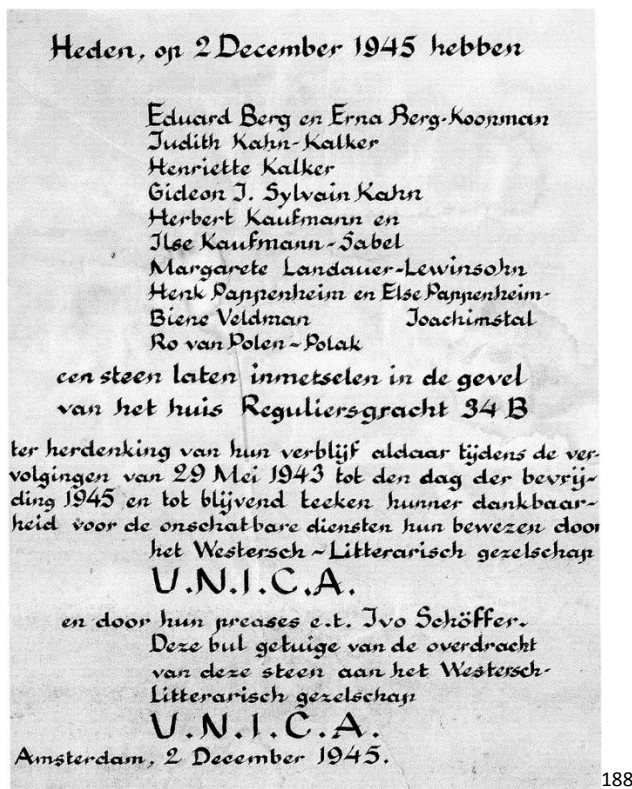 Heden, op 2 December 1945 hebben
Eduard Berg en Erna Berg-Koopman
Judith Kahn-Kalker
Henriette Kalker
Gideon J. Sylvain Kahn
Herbert Kaufmann en
Ilse Kaufmann-Sabel
Margarete Landauer-Lewinsohn
Henk Pappenheim en Else Pappenheim-
Biene Veldman Joachimstal
Ro van Polen-Polak
een steen laten inmetselen in de gevel
van het huis Reguliersgracht 34 B
ter herdenking van hun verblijf aldaar tijdens de ver-
volgingen van 29 Mei 1943 tot den dag der bevrij-
ding 1945 en tot blijvend teeken hunner dankbaar-
heid voor de onschatbare diensten hun bewezen door
het Westersch-Litterarisch gezelschap
U.N.I.C.A.
en door hun preases e.t. Ivo Schöffer.
Deze bul getuige van de overdracht
van deze steen aan het Westersch-
Litterarisch gezelschap
U.N.I.C.A.
Amsterdam, 2 December 1945.
188